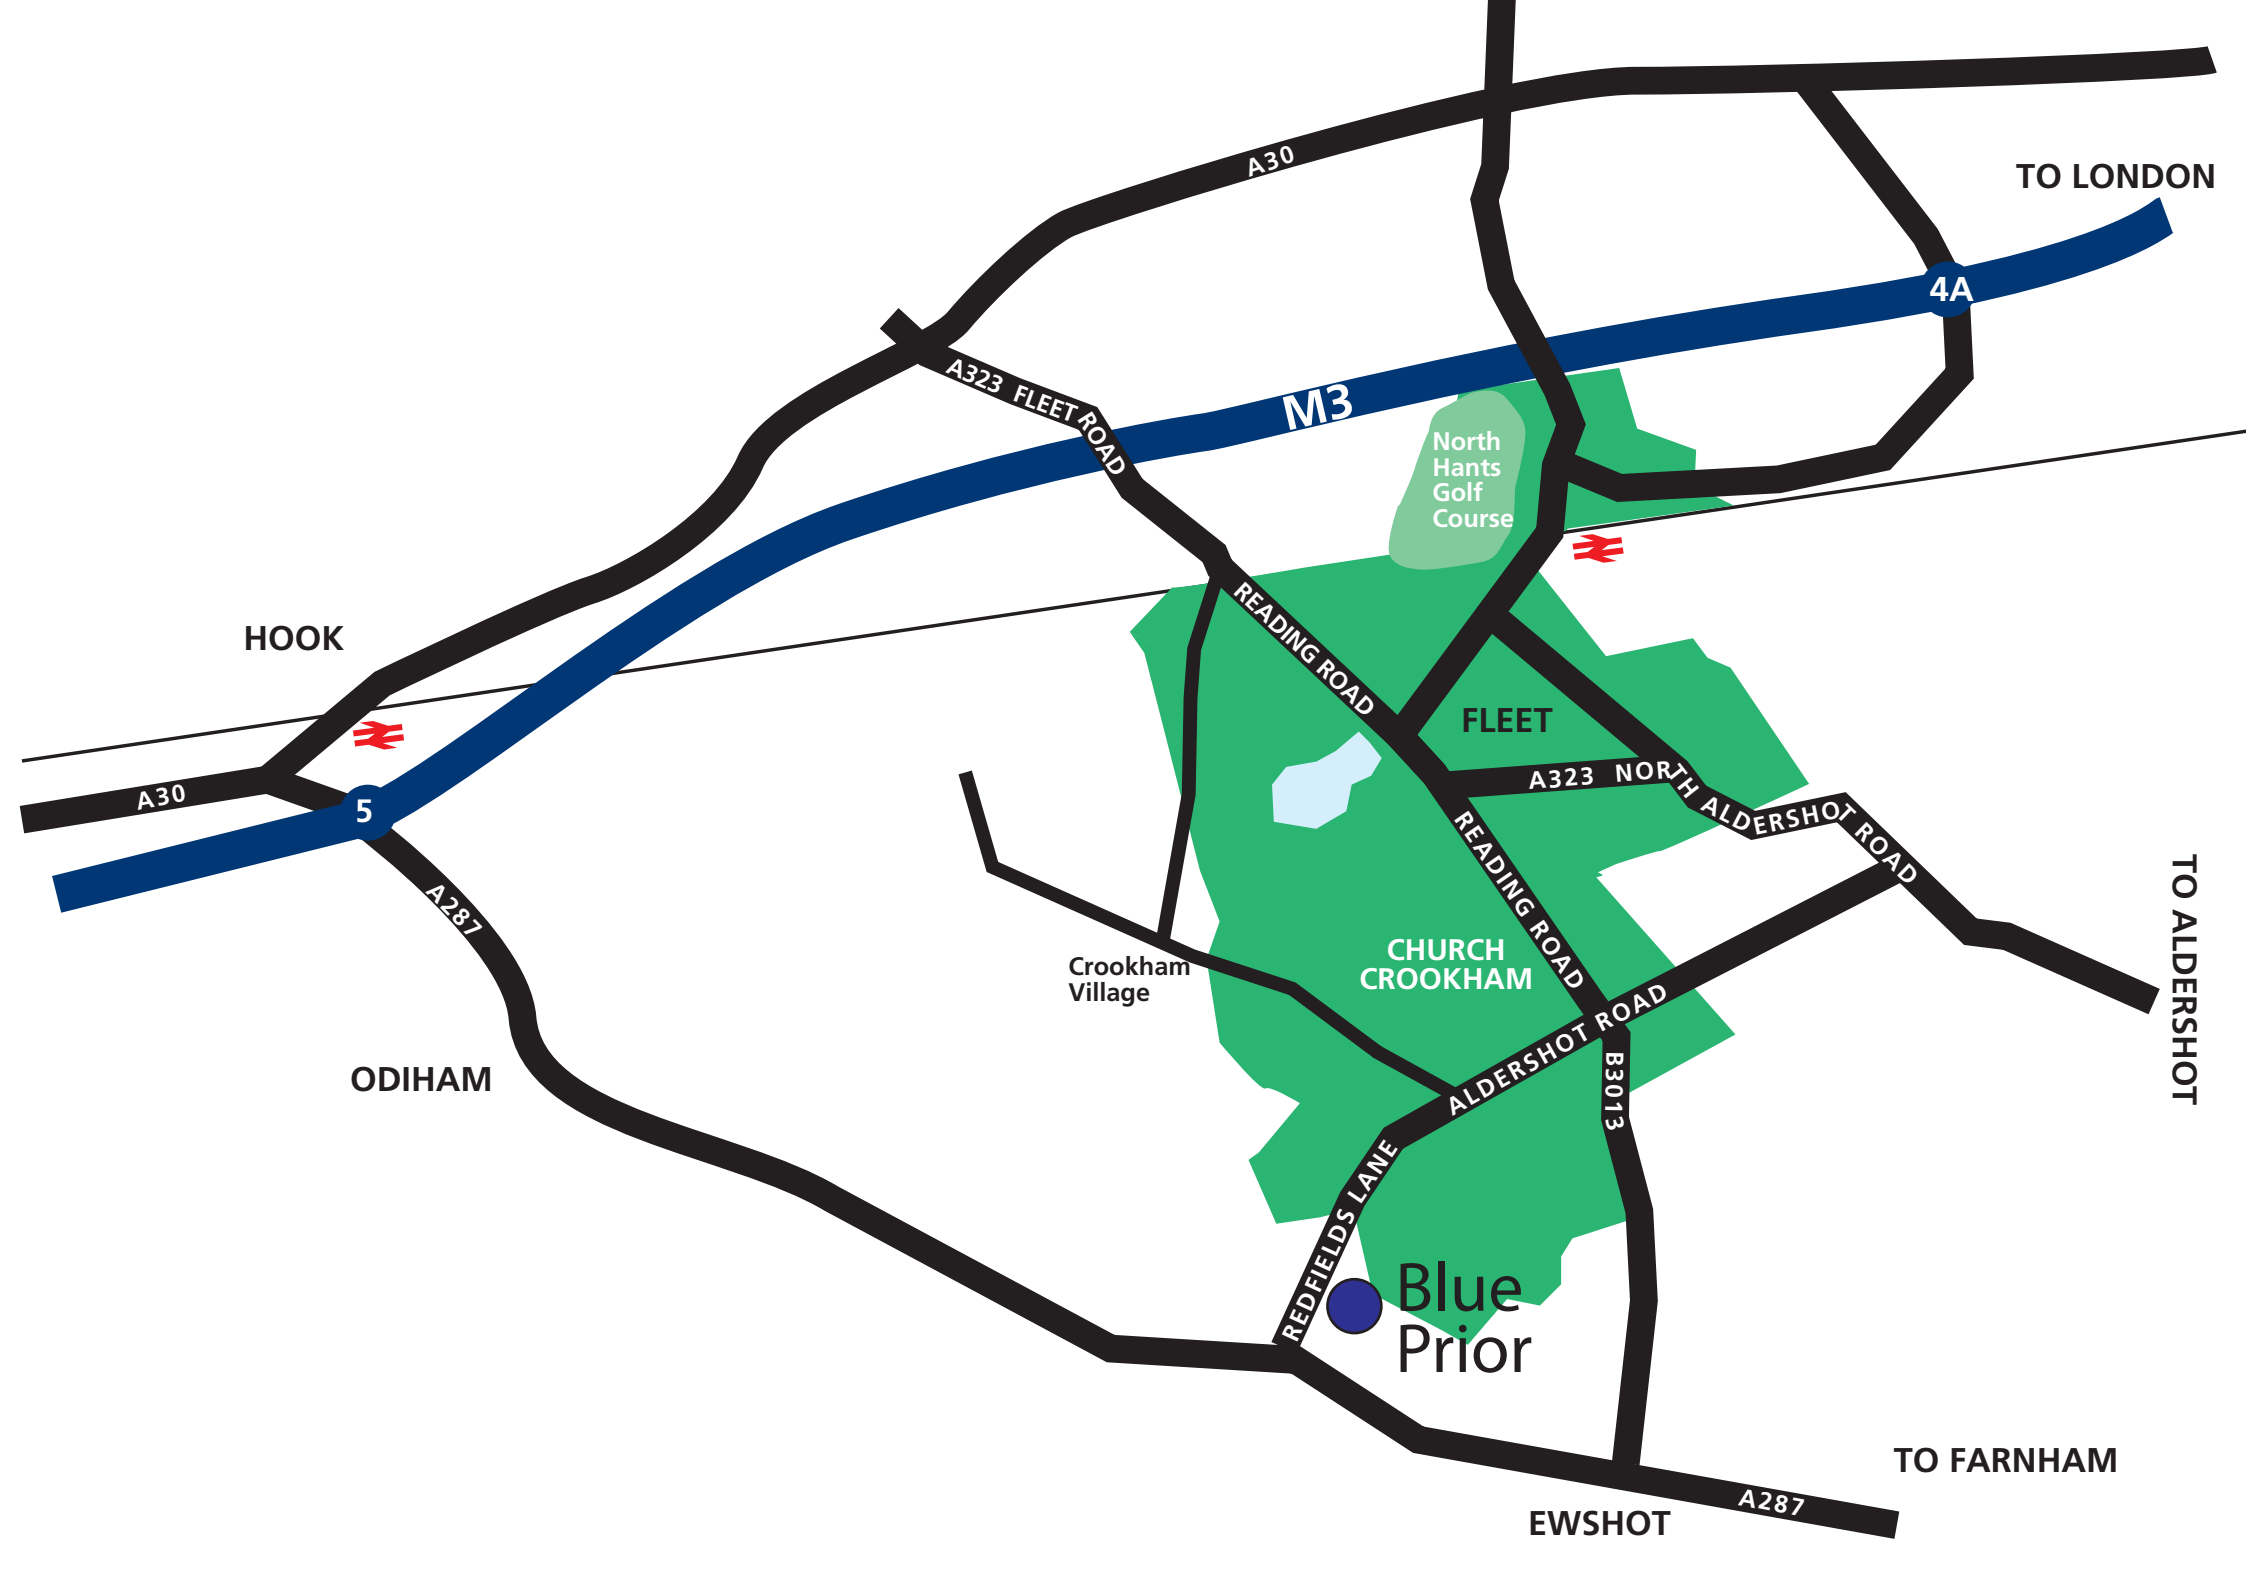 A30
TO LONDON
4A
A323 FLEET ROAD
M3
North
Hants
Golf
Course
HOOK
READING ROAD
FLEET
A323 NORTH ALDERSHOT ROAD
A30
5
A287
READING ROAD
TO ALDERSHOT
CHURCH
CROOKHAM
Crookham
Village
ALDERSHOT ROAD
B3013
ODIHAM
REDFIELDS LANE
Blue
Prior
TO FARNHAM
A287
EWSHOT